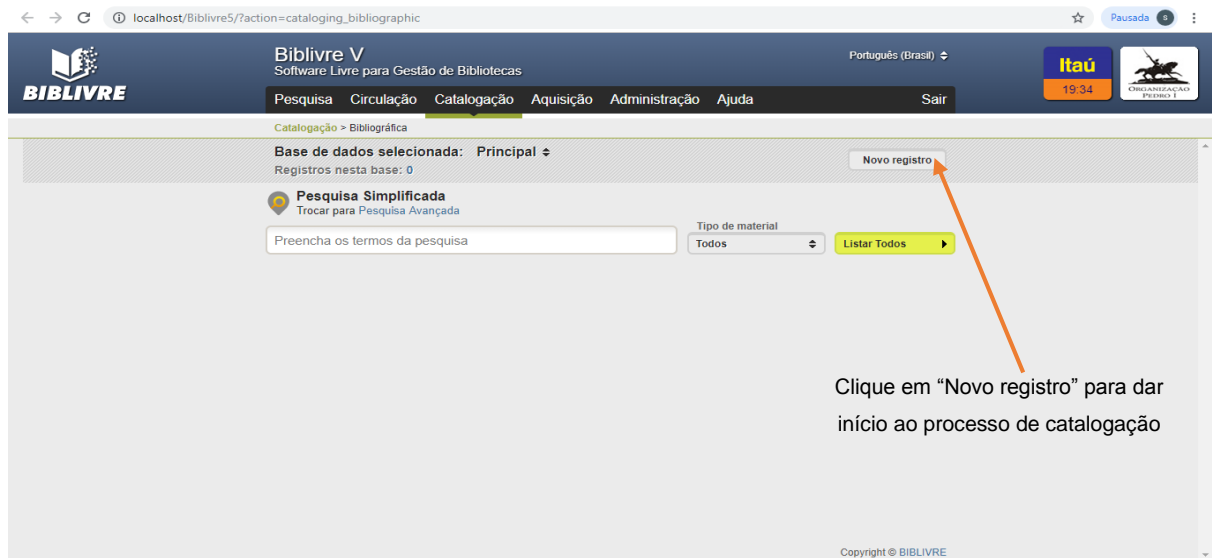 localhost/Biblivre5/?action=cataloging_bibliographic
Pausada s
Biblivre V
Software Livre para Gestão de Bibliotecas
Português (Brasil)
BIBLIVRE
Itaú
19:34
ORGANIZAÇÃO
PEDRO I
Pesquisa Circulação Catalogação Aquisição Administração Ajuda Sair
Catalogação > Bibliográfica
Base de dados selecionada: Principal
Registros nesta base: 0
Novo registro
Pesquisa Simplificada
Trocar para Pesquisa Avançada
Tipo de material
Preencha os termos da pesquisa
Todos
Listar Todos
Clique em “Novo registro” para dar
início ao processo de catalogação
Copyright © BIBLIVRE